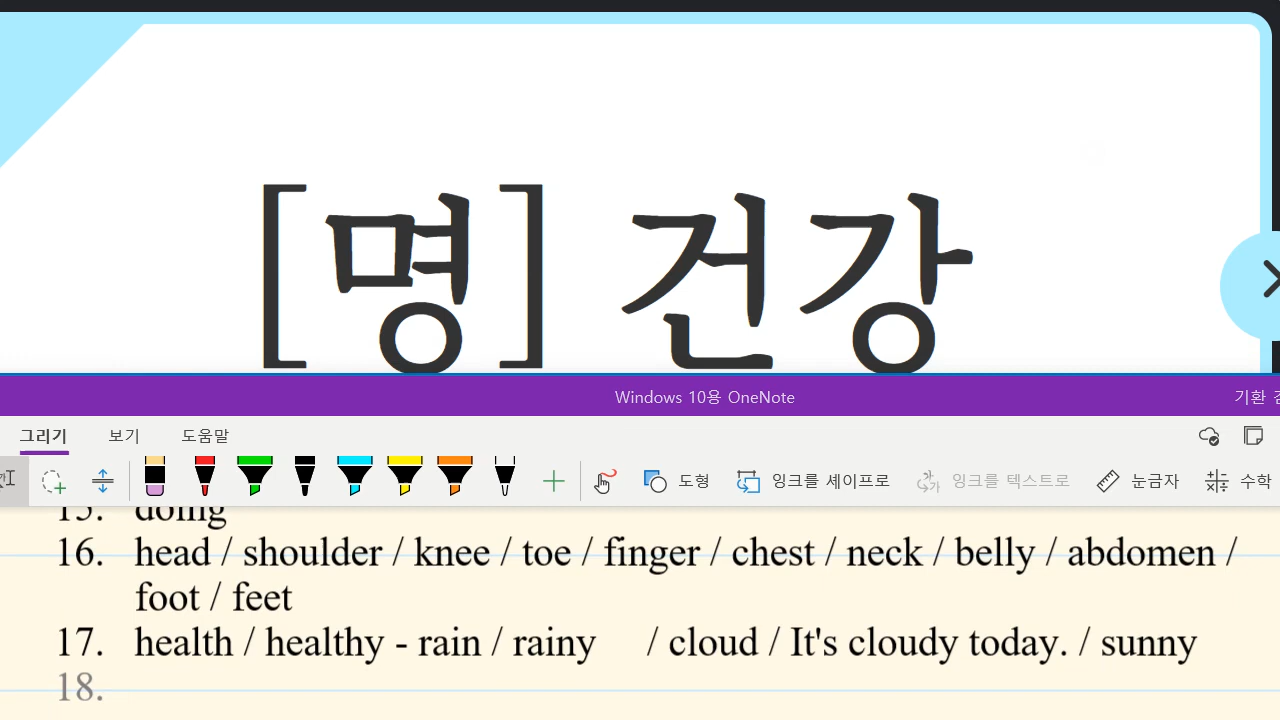 [명] 건강
Windows 10용 OneNote
기환
그리기 보기 도움말
도형 잉크를 셰이프로 잉크를 텍스트로 눈금자 수학
15. doing
16. head / shoulder / knee / toe / finger / chest / neck / belly / abdomen /
foot / feet
17. health / healthy - rain / rainy / cloud / It's cloudy today. / sunny
18.